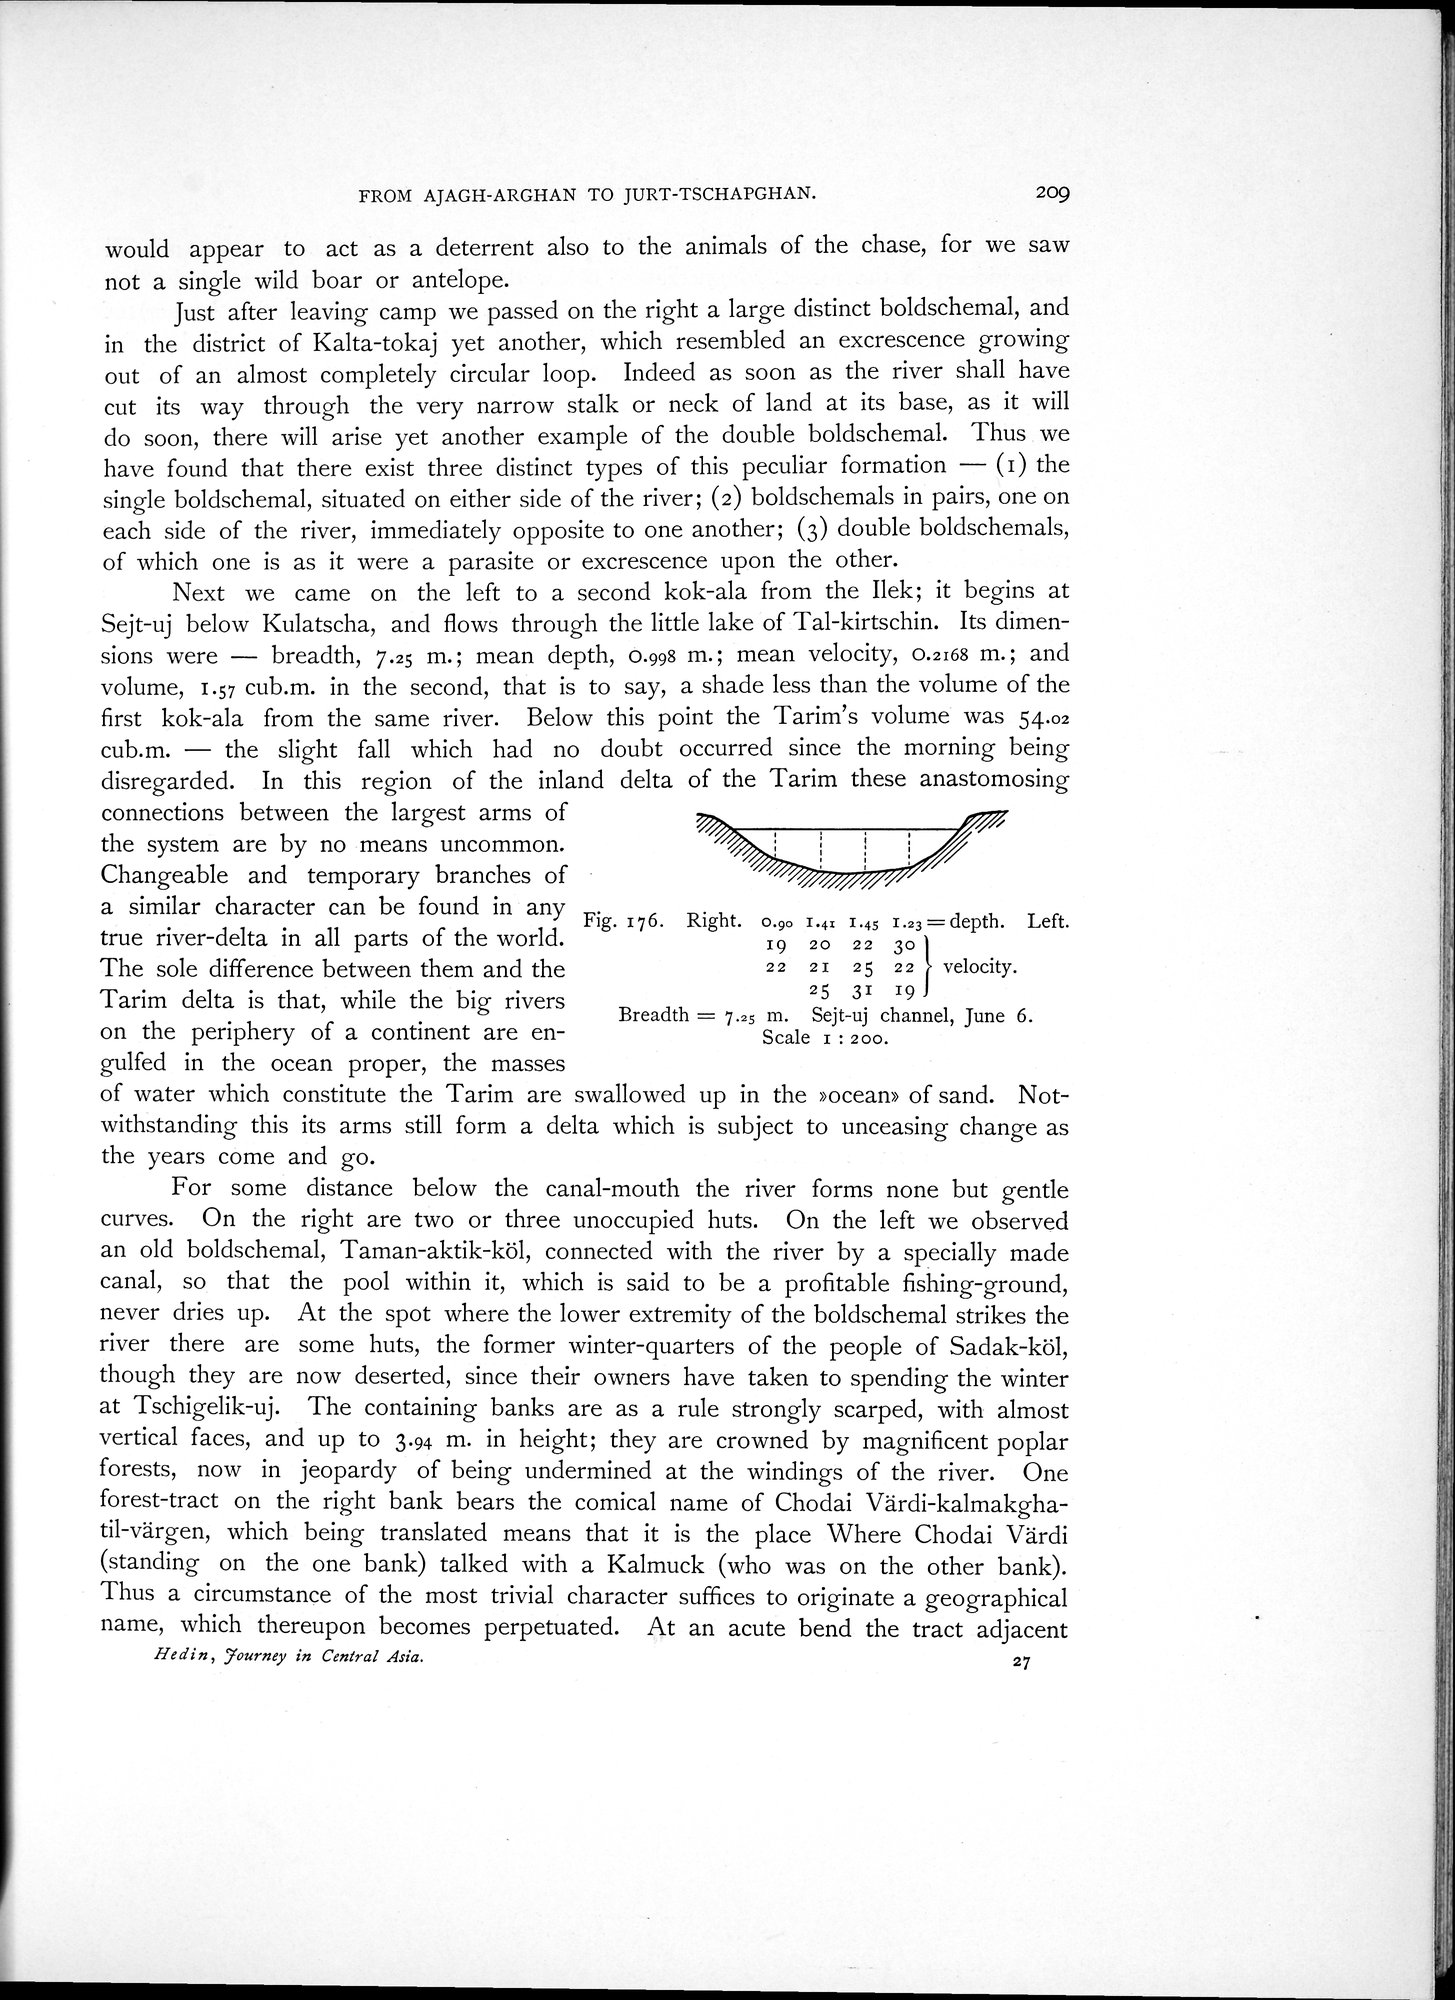 FROM AJAGH-ARGHAN TO JURT-TSCHAPGHAN. 209
would appear to act as a deterrent also to the animals of the chase, for we saw
not a single wild boar or antelope.
Just after leaving camp we passed on the right a large distinct boldschemal, and
in the district of Kalta-tokaj yet another, which resembled an excrescence growing
out of an almost completely circular loop. Indeed as soon as the river shall have
cut its way through the very narrow stalk or neck of land at its base, as it will
do soon, there will arise yet another example of the double boldschemal. Thus we
have found that there exist three distinct types of this peculiar formation — (1) the
single boldschemal, situated on either side of the river; (2) boldschemals in pairs, one on
each side of the river, immediately opposite to one another; (3) double boldschemals,
of which one is as it were a parasite or excrescence upon the other.
Next we came on the left to a second kok-ala from the Ilek; it begins at
Sejt-uj below Kulatscha, and flows through the little lake of Tal-kirtschin. Its dimen-
sions were — breadth, 7.25 m.; mean depth, 0.998 m.; mean velocity, 0.2168 m.; and
volume, 1.57 cub.m. in the second, that is to say, a shade less than the volume of the
first kok-ala from the same river. Below this point the Tarim's volume was 54.02
cub.m. — the slight fall which had no doubt occurred since the morning being
disregarded. In this region of the inland delta of the Tarim these anastomosing
connections between the largest arms of
the system are by no means uncommon.
Changeable and temporary branches of
a similar character can be found in any
true river-delta in all parts of the world.
The sole difference between them and the
Tarim delta is that, while the big rivers
on the periphery of a continent are en-
gulfed in the ocean proper, the masses
Fig. 176. Right. 0.90 1.41 1.45 1.23 = depth. Left.
19 20 22 30
22 21 25 22 } velocity.
25 31 19
Breadth = 7.25 m. Sejt-uj channel, June 6.
Scale 1 : 200.
of water which constitute the Tarim are swallowed up in the »ocean» of sand. Not-
withstanding this its arms still form a delta which is subject to unceasing change as
the years come and go.
For some distance below the canal-mouth the river forms none but gentle
curves. On the right are two or three unoccupied huts. On the left we observed
an old boldschemal, Taman-aktik-köl, connected with the river by a specially made
canal, so that the pool within it, which is said to be a profitable fishing-ground,
never dries up. At the spot where the lower extremity of the boldschemal strikes the
river there are some huts, the former winter-quarters of the people of Sadak-köl,
though they are now deserted, since their owners have taken to spending the winter
at Tschigelik-uj. The containing banks are as a rule strongly scarped, with almost
vertical faces, and up to 3.94 m. in height; they are crowned by magnificent poplar
forests, now in jeopardy of being undermined at the windings of the river. One
forest-tract on the right bank bears the comical name of Chodai Värdi-kalmakgha-
til-värgen, which being translated means that it is the place Where Chodai Värdi
(standing on the one bank) talked with a Kalmuck (who was on the other bank).
Thus a circumstance of the most trivial character suffices to originate a geographical
name, which thereupon becomes perpetuated. At an acute bend the tract adjacent
Hedin, Journey in Central Asia. 27